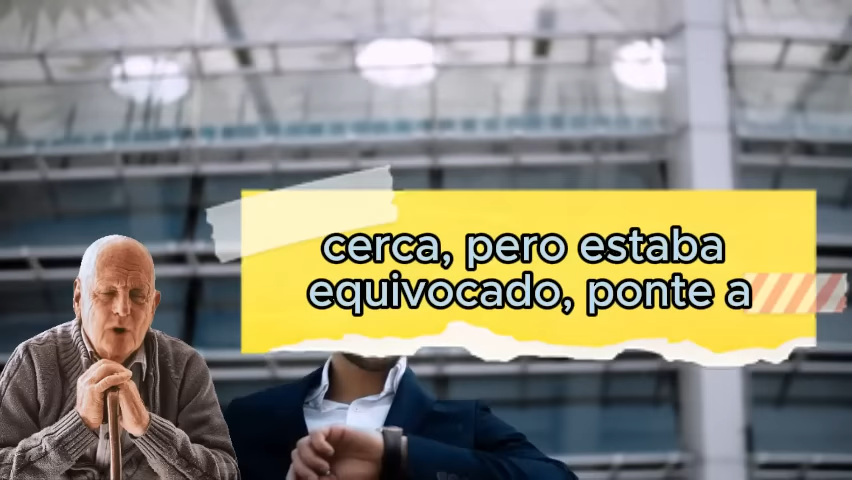 cerca, pero estaba
equivocado, ponte a